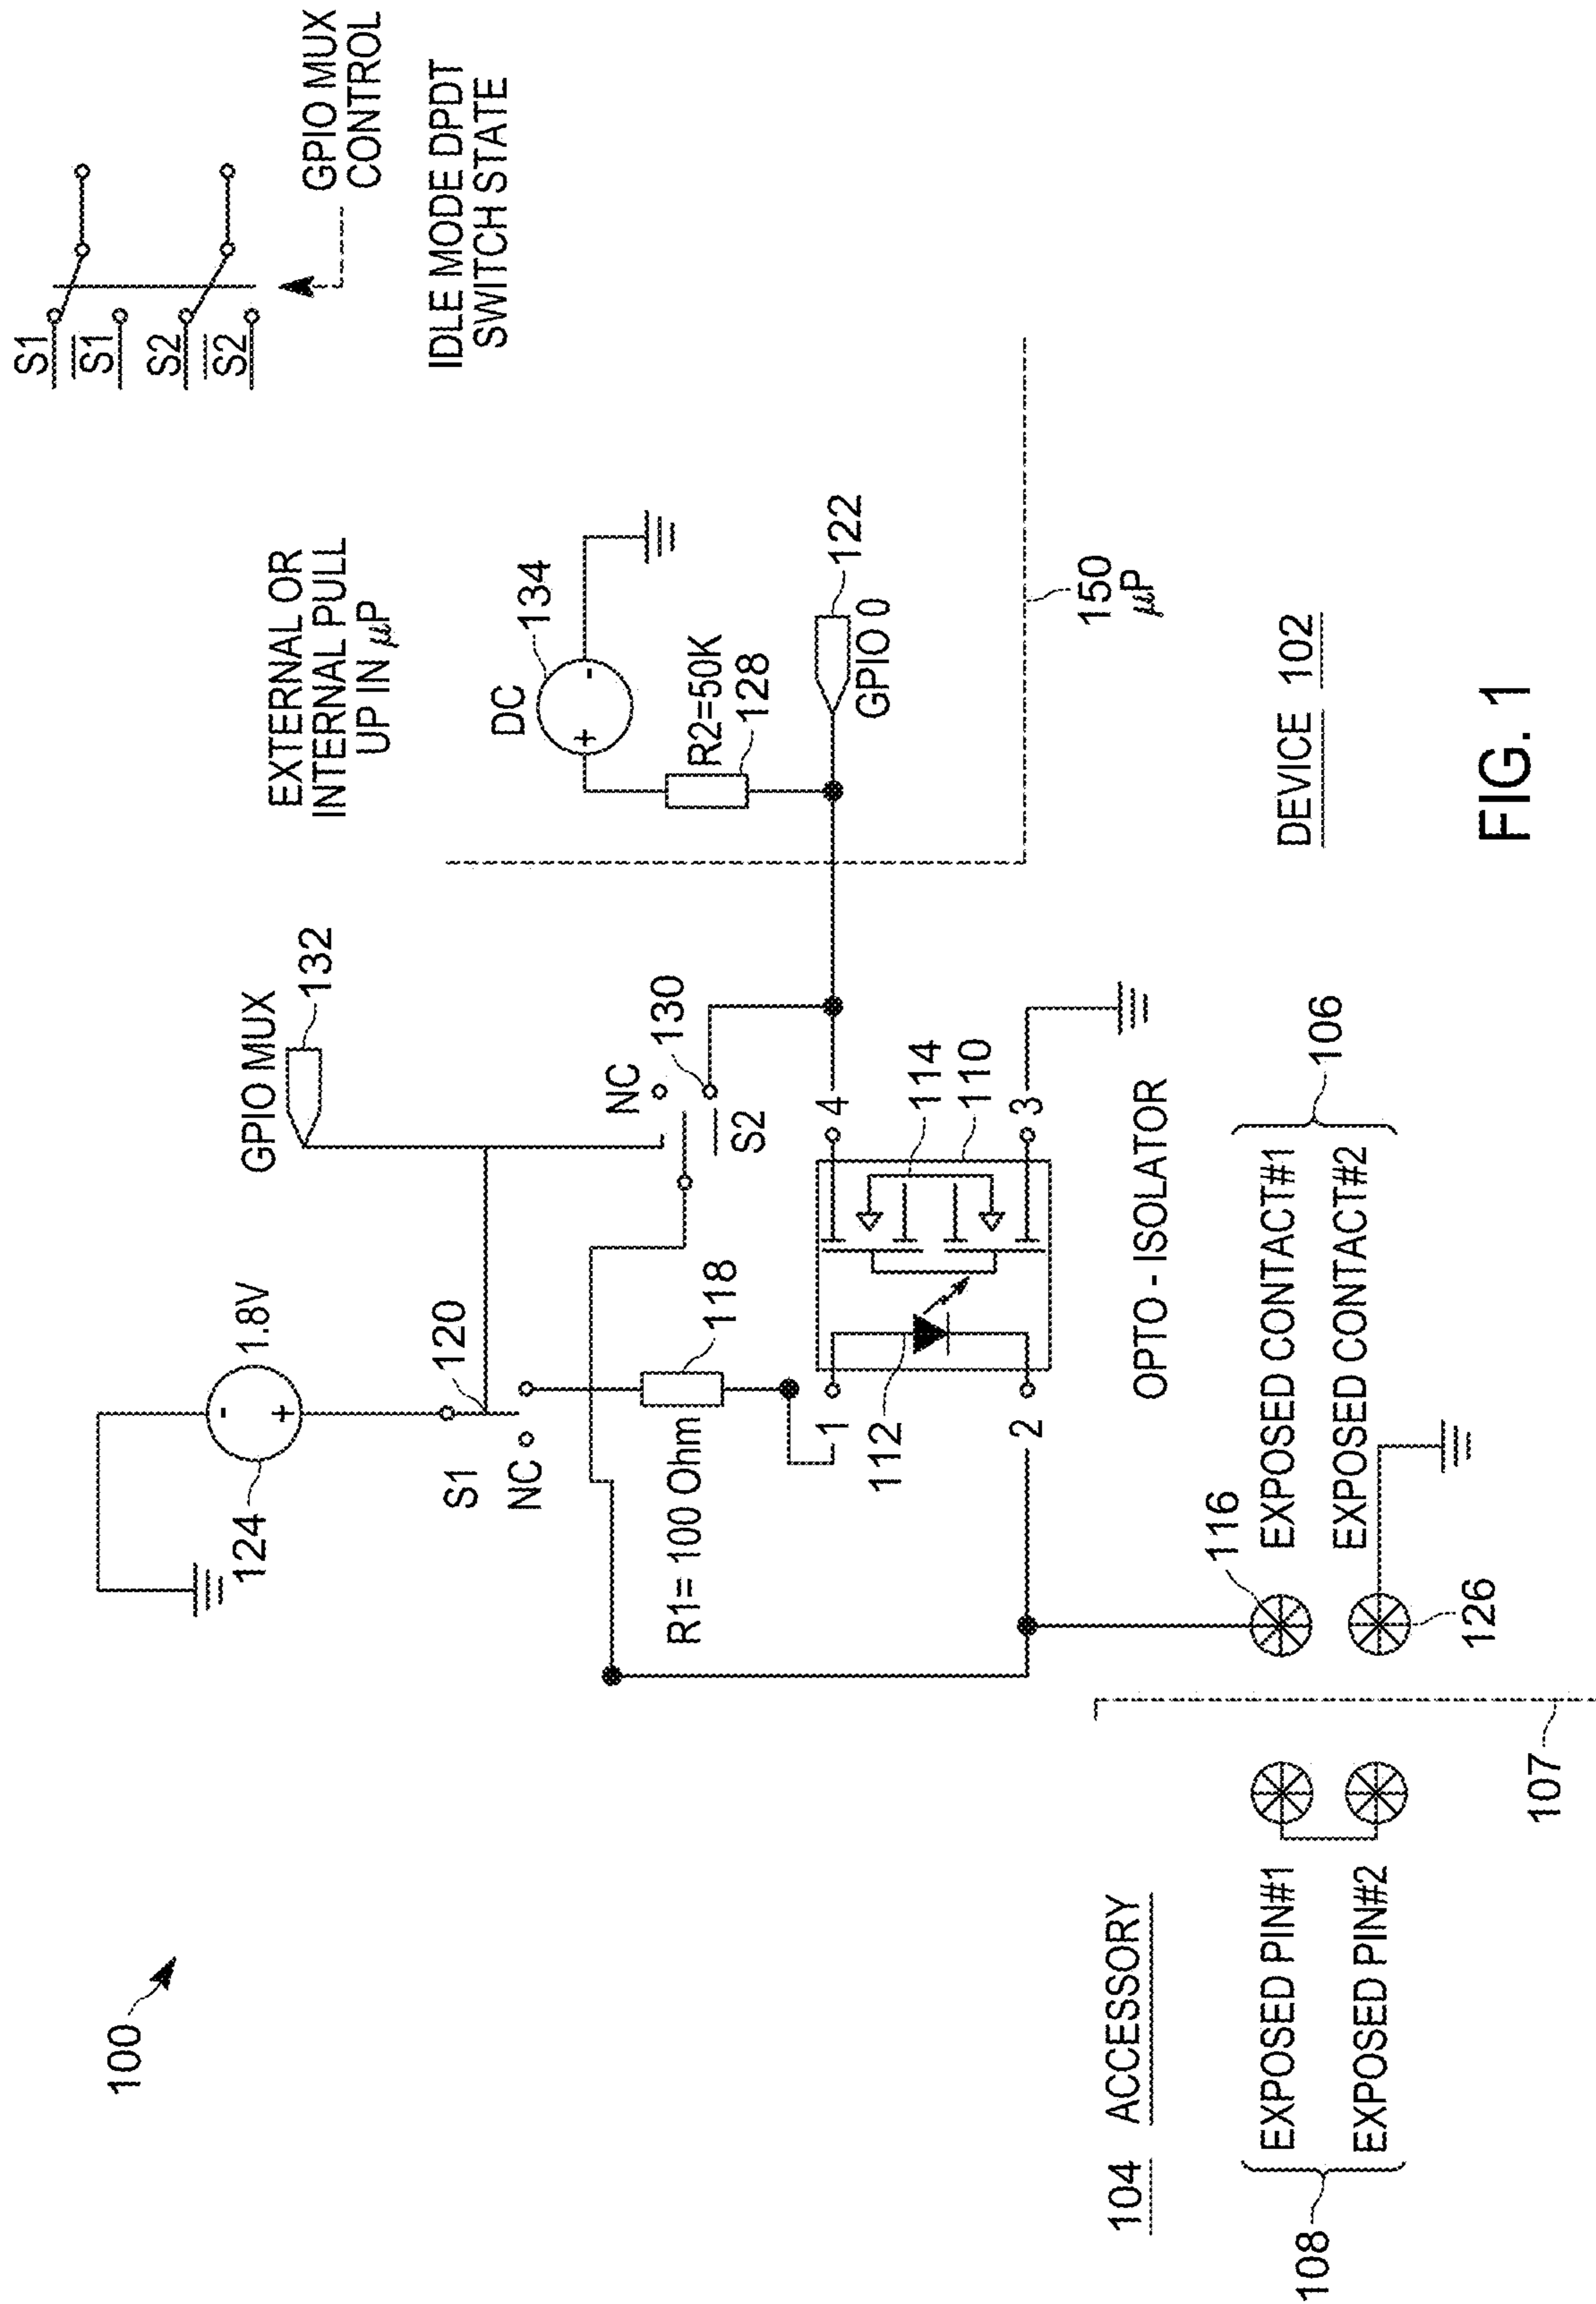 100
124
1.8V
GPIO MUX
132
S1
S1
S2
S2
GPIO MUX
CONTROL
IDLE MODE DPDT
SWITCH STATE
EXTERNAL OR
INTERNAL PULL
UP IN µP
S1
NC
120
NC
130
S2
DC
134
R2=50K
128
GPIO 0
122
R1= 100 Ohm
118
1
2
4
3
112
114
110
OPTO - ISOLATOR
150
µP
104 ACCESSORY
DEVICE 102
108
EXPOSED PIN#1
EXPOSED PIN#2
107
116
126
EXPOSED CONTACT#1
EXPOSED CONTACT#2
106
FIG. 1